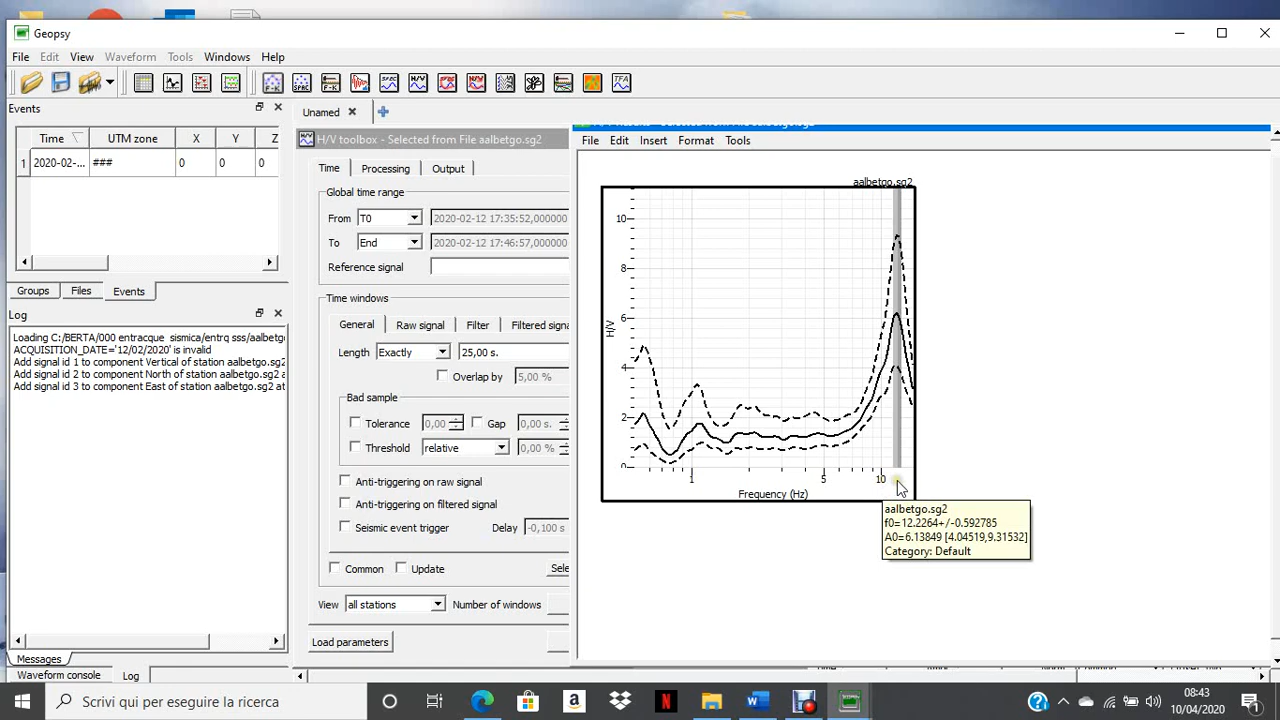 Geopsy
File Edit View Waveform Tools Windows Help
Events
Time UTM zone X Y Z
1 2020-02-... ### 0 0 0
Groups Files Events
Log
Loading C:/BERTA/000 entracque sismica/entrq sss/aalbetgo
ACQUISITION_DATE='12/02/2020' is invalid
Add signal id 1 to component Vertical of station aalbetgo.sg2
Add signal id 2 to component North of station aalbetgo.sg2 a
Add signal id 3 to component East of station aalbetgo.sg2 at
Messages
Waveform console Log
Unamed
H/V toolbox - Selected from File aalbetgo.sg2
Time Processing Output
Global time range
From T0 2020-02-12 17:35:52,000000
To End 2020-02-12 17:46:57,000000
Reference signal
Time windows
General Raw signal Filter Filtered signa
Length Exactly 25,00 s.
Overlap by 5,00 %
Bad sample
Tolerance 0,00 Gap 0,00 s.
Threshold relative 0,00 %
Anti-triggering on raw signal
Anti-triggering on filtered signal
Seismic event trigger Delay -0,100 s
Common Update Sele
View all stations Number of windows
Load parameters
File Edit Insert Format Tools
aalbetgo.sg2
10
8
6
4
2
0
H/V
1 5 10
Frequency (Hz)
aalbetgo.sg2
f0=12.2264+/-0.592785
A0=6.13849 [4.04519,9.31532]
Category: Default
F-K SPAC F-K SPEC H/V TFA
Scrivi qui per eseguire la ricerca
08:43
10/04/2020